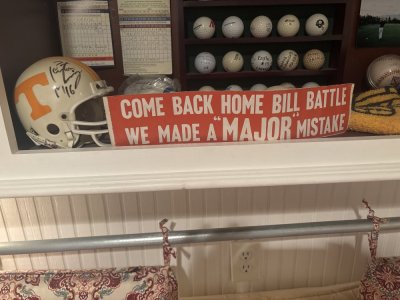 COME BACK HOME BILL BATTLE
WE MADE A "MAJOR" MISTAKE
T